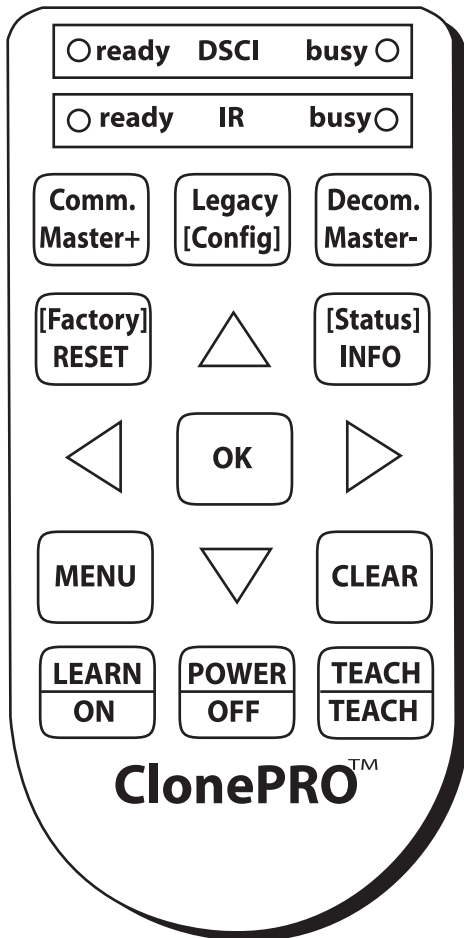 ready DSCI busy
ready IR busy
Comm. Legacy Decom.
Master+ [Config] Master-
[Factory] [Status]
RESET INFO
OK
MENU CLEAR
LEARN POWER TEACH
ON OFF TEACH
ClonePRO™